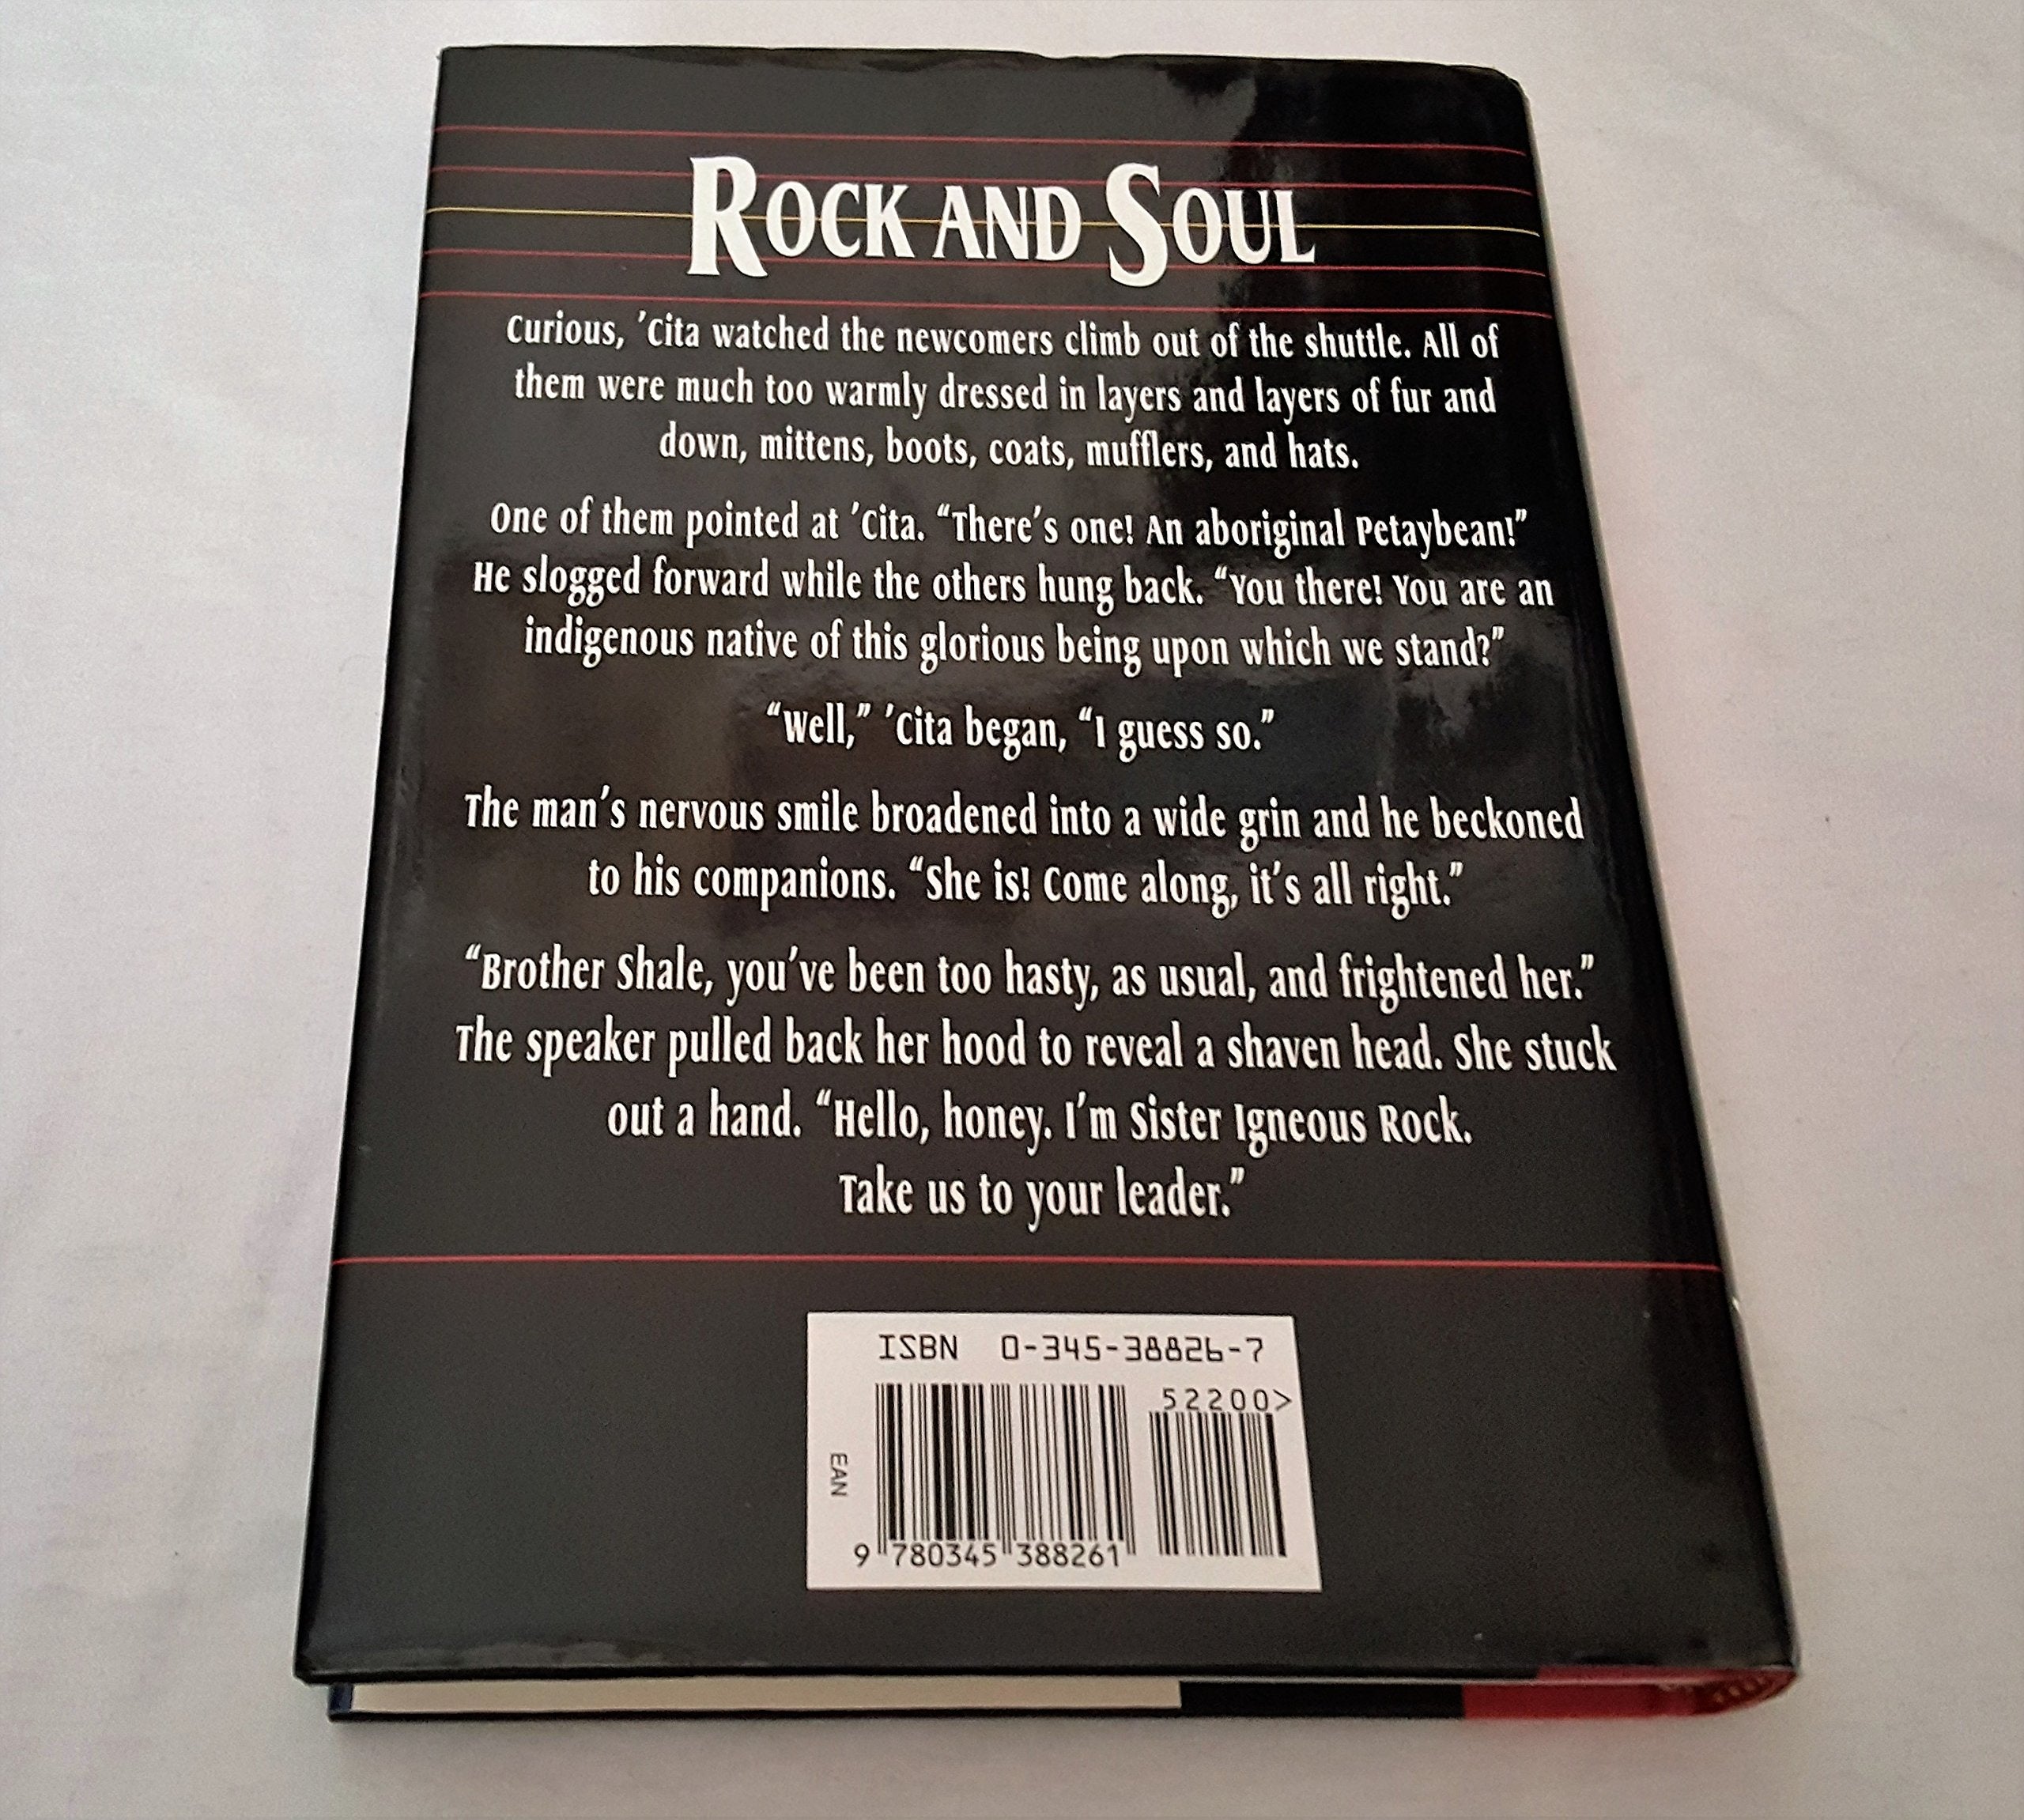 ROCK AND SOUL
Curious, 'Cita watched the newcomers climb out of the shuttle. All of
them were much too warmly dressed in layers and layers of fur and
down, mittens, boots, coats, mufflers, and hats.
One of them pointed at 'Cita. “There's one! An aboriginal Petaybean!”
He slogged forward while the others hung back. “You there! You are an
indigenous native of this glorious being upon which we stand?”
“Well,” 'Cita began, “I guess so.”
The man's nervous smile broadened into a wide grin and he beckoned
to his companions. “She is! Come along, it's all right.”
“Brother Shale, you've been too hasty, as usual, and frightened her.”
The speaker pulled back her hood to reveal a shaven head. She stuck
out a hand. “Hello, honey. I'm Sister Igneous Rock.
Take us to your leader.”
ISBN 0-345-38826-7
52200>
EAN
9 780345 388261